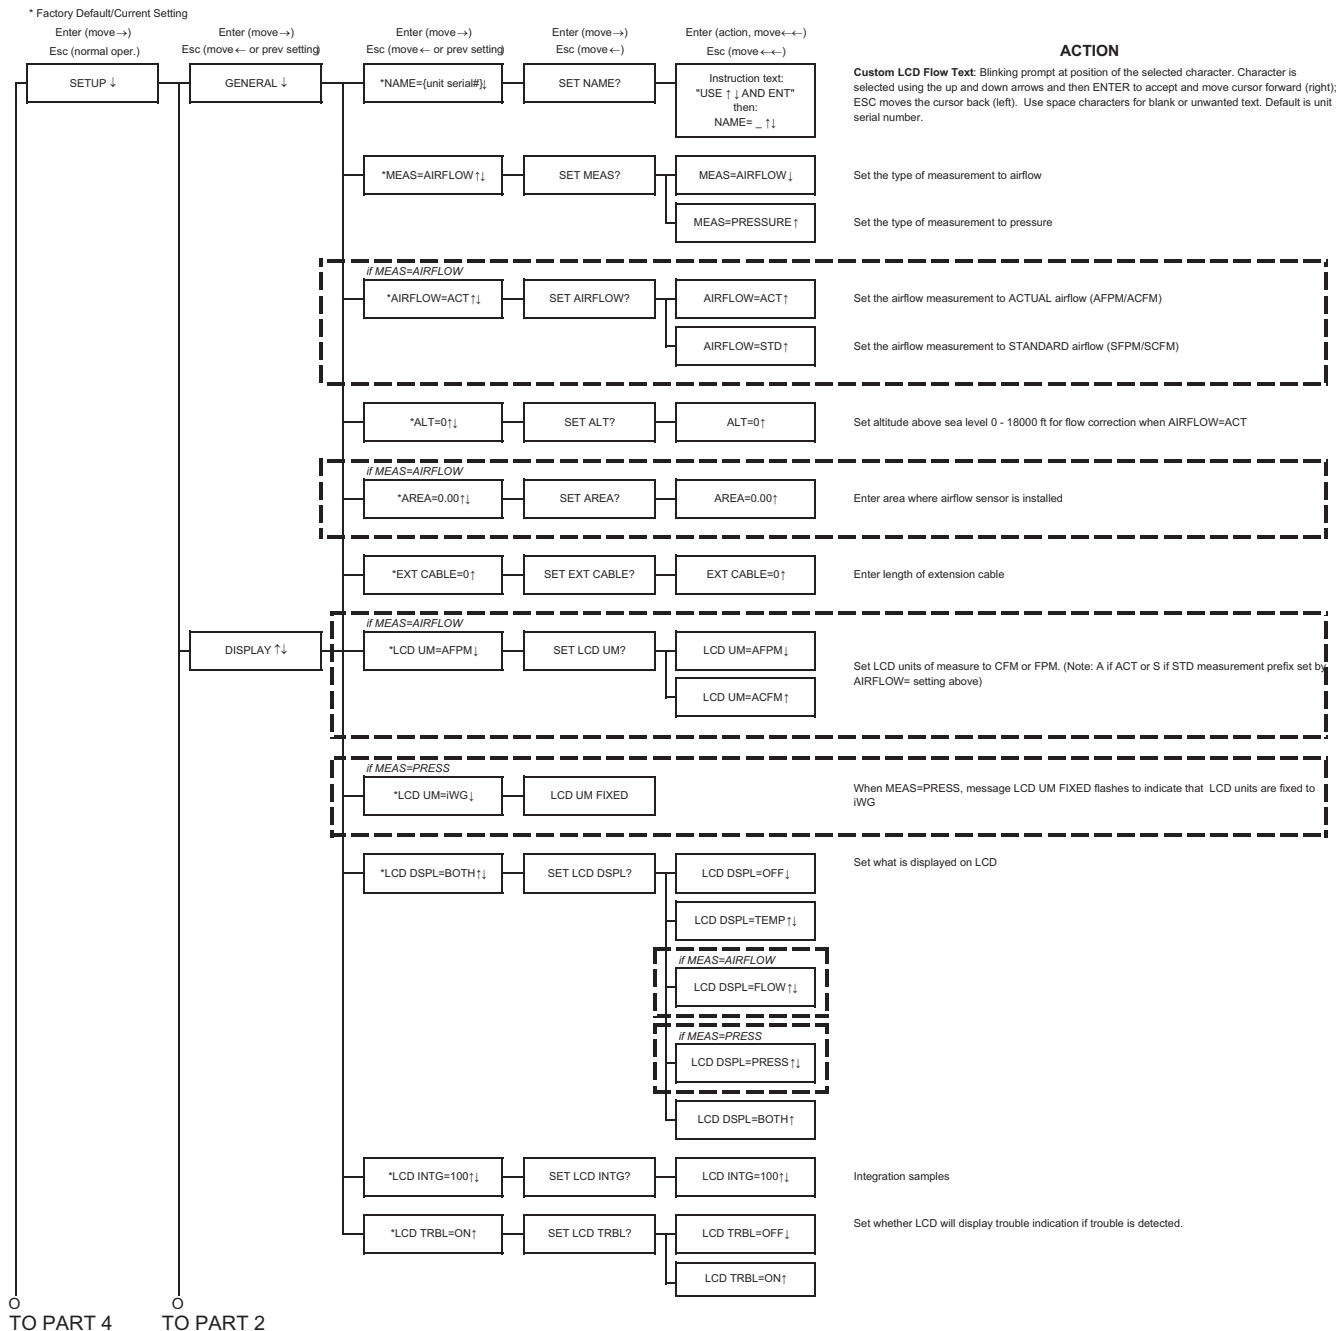 * Factory Default/Current Setting
Enter (move→)
Esc (normal oper.)
Enter (move→)
Esc (move← or prev setting)
Enter (move→)
Esc (move← or prev setting)
Enter (move→)
Esc (move←)
Enter (action, move←←)
Esc (move ←←)
ACTION
SETUP ↓
GENERAL ↓
*NAME={unit serial#}↓
SET NAME?
Instruction text:
"USE ↑ ↓ AND ENT"
then:
NAME= _ ↑↓
Custom LCD Flow Text: Blinking prompt at position of the selected character. Character is
selected using the up and down arrows and then ENTER to accept and move cursor forward (right);
ESC moves the cursor back (left). Use space characters for blank or unwanted text. Default is unit
serial number.
*MEAS=AIRFLOW↑↓
SET MEAS?
MEAS=AIRFLOW↓
Set the type of measurement to airflow
MEAS=PRESSURE↑
Set the type of measurement to pressure
if MEAS=AIRFLOW
*AIRFLOW=ACT↑↓
SET AIRFLOW?
AIRFLOW=ACT↑
Set the airflow measurement to ACTUAL airflow (AFPM/ACFM)
AIRFLOW=STD↑
Set the airflow measurement to STANDARD airflow (SFPM/SCFM)
*ALT=0↑↓
SET ALT?
ALT=0↑
Set altitude above sea level 0 - 18000 ft for flow correction when AIRFLOW=ACT
if MEAS=AIRFLOW
*AREA=0.00↑↓
SET AREA?
AREA=0.00↑
Enter area where airflow sensor is installed
*EXT CABLE=0↑
SET EXT CABLE?
EXT CABLE=0↑
Enter length of extension cable
DISPLAY ↑↓
if MEAS=AIRFLOW
*LCD UM=AFPM↓
SET LCD UM?
LCD UM=AFPM↓
LCD UM=ACFM↑
Set LCD units of measure to CFM or FPM. (Note: A if ACT or S if STD measurement prefix set by
AIRFLOW= setting above)
if MEAS=PRESS
*LCD UM=iWG↓
LCD UM FIXED
When MEAS=PRESS, message LCD UM FIXED flashes to indicate that LCD units are fixed to
iWG
*LCD DSPL=BOTH↑↓
SET LCD DSPL?
LCD DSPL=OFF↓
Set what is displayed on LCD
LCD DSPL=TEMP↑↓
if MEAS=AIRFLOW
LCD DSPL=FLOW↑↓
if MEAS=PRESS
LCD DSPL=PRESS↑↓
LCD DSPL=BOTH↑
*LCD INTG=100↑↓
SET LCD INTG?
LCD INTG=100↑↓
Integration samples
*LCD TRBL=ON↑
SET LCD TRBL?
LCD TRBL=OFF↓
Set whether LCD will display trouble indication if trouble is detected.
LCD TRBL=ON↑
O
TO PART 4
O
TO PART 2